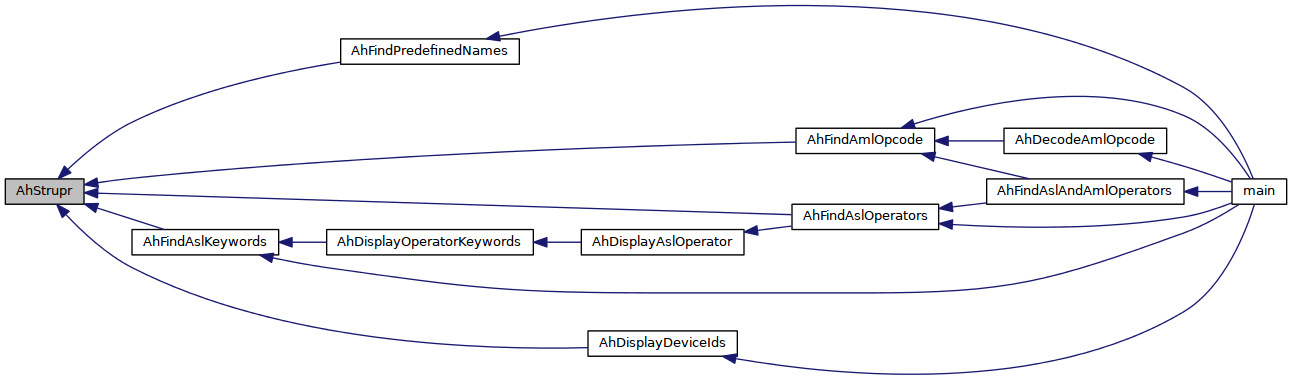 AhFindPredefinedNames
AhFindAmlOpcode
AhDecodeAmlOpcode
AhStrupr
AhFindAslAndAmlOperators
main
AhFindAslOperators
AhFindAslKeywords
AhDisplayOperatorKeywords
AhDisplayAslOperator
AhDisplayDeviceIds